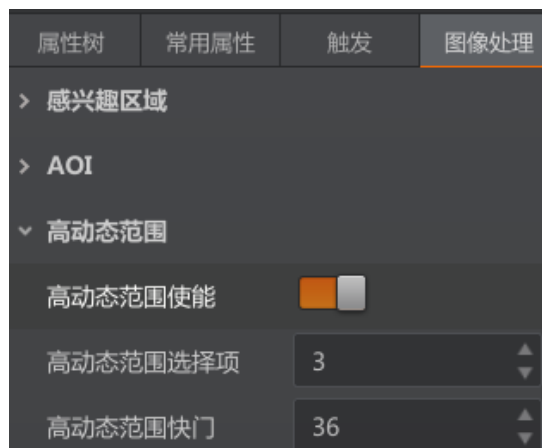 属性树 常用属性 触发 图像处理
感兴趣区域
AOI
高动态范围
高动态范围使能
高动态范围选择项 3
高动态范围快门 36